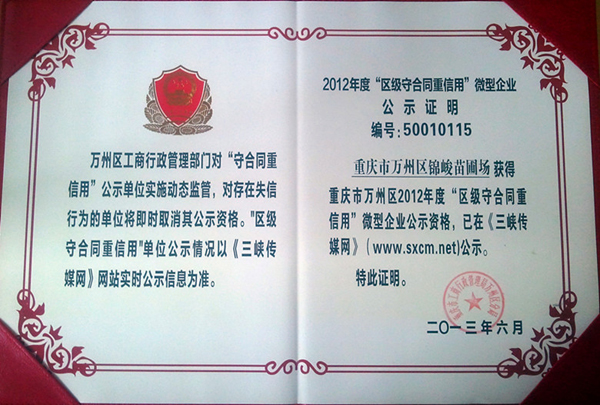 万州区工商行政管理部门对“守合同重
信用”公示单位实施动态监管，对存在失信
行为的单位将即时取消其公示资格。"区级
守合同重信用"单位公示情况以《三峡传
媒网》网站实时公示信息为准。
2012年度“区级守合同重信用”微型企业
公示证明
编号:50010115
重庆市万州区锦峻苗圃场 获得
重庆市万州区2012年度“区级守合同重
信用”微型企业公示资格，已在《三峡传
媒网》(www.sxcm.net)公示。
特此证明。
二〇一三年六月